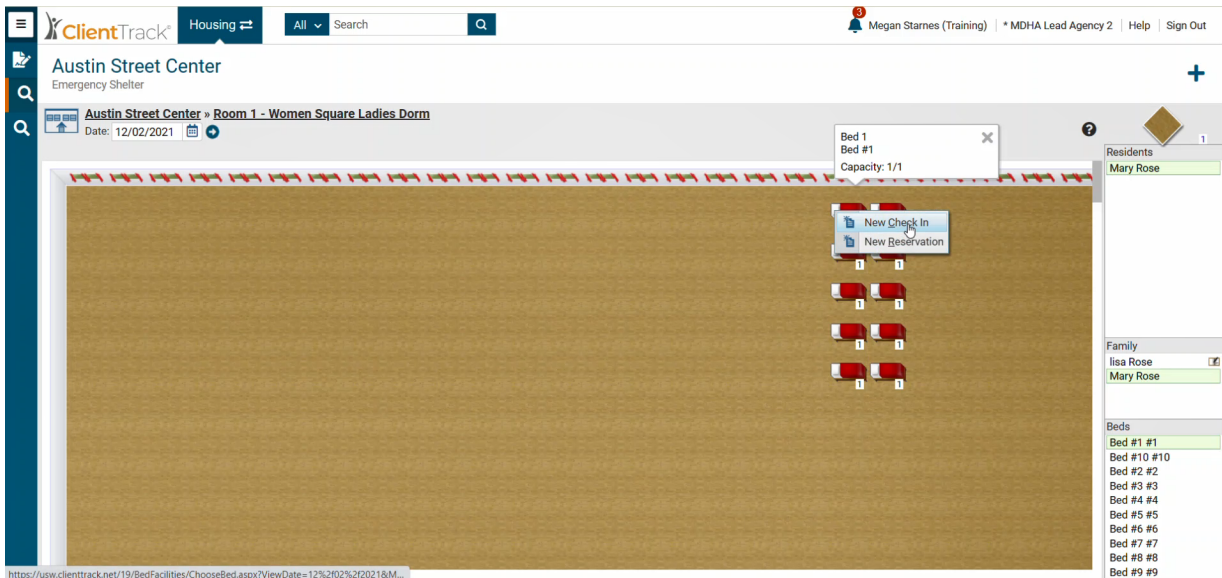 ClientTrack®
Housing
All
Search
3
Megan Starnes (Training)
* MDHA Lead Agency 2
Help
Sign Out
Austin Street Center
Emergency Shelter
Austin Street Center » Room 1 - Women Square Ladies Dorm
Date: 12/02/2021
Bed 1
Bed #1
Capacity: 1/1
New Check In
New Reservation
1
1
1
1
1
1
1
1
1
Residents
Mary Rose
Family
lisa Rose
Mary Rose
Beds
Bed #1 #1
Bed #10 #10
Bed #2 #2
Bed #3 #3
Bed #4 #4
Bed #5 #5
Bed #6 #6
Bed #7 #7
Bed #8 #8
Bed #9 #9
https://usw.clienttrack.net/19/BedFacilities/ChooseBed.aspx?ViewDate=12%2f02%2f2021&M...